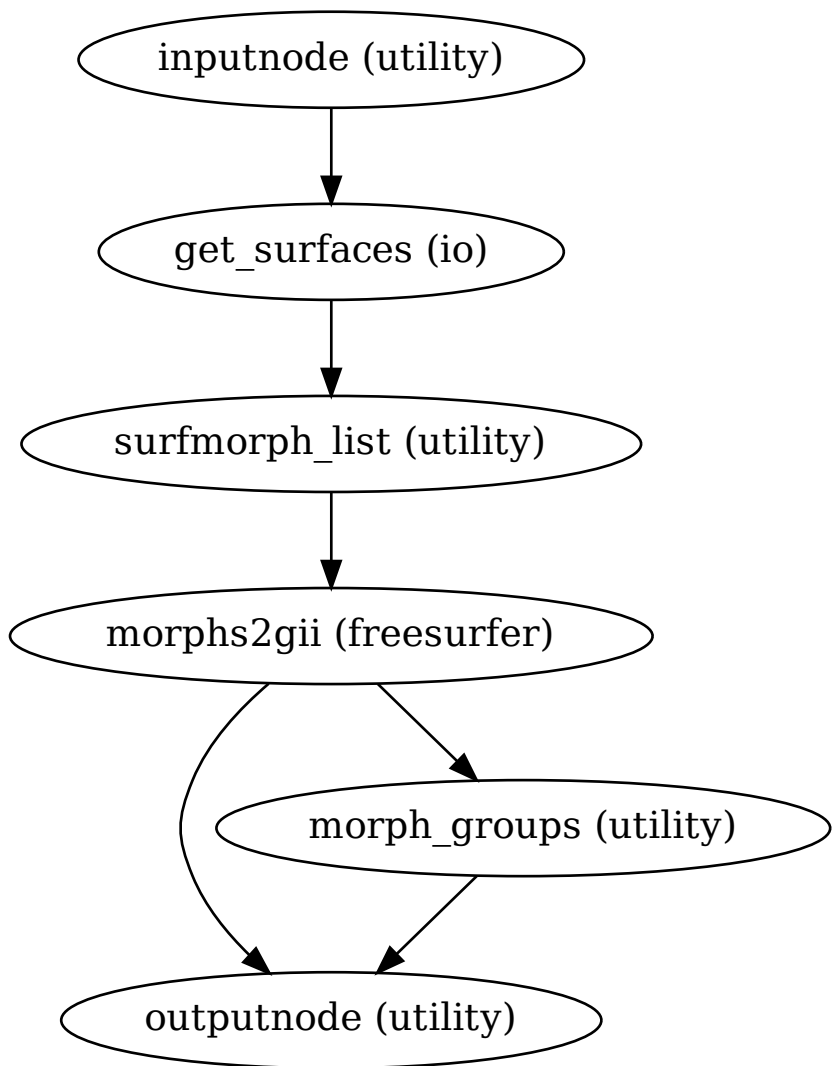 inputnode (utility)
get_surfaces (io)
surfmorph_list (utility)
morphs2gii (freesurfer)
morph_groups (utility)
outputnode (utility)